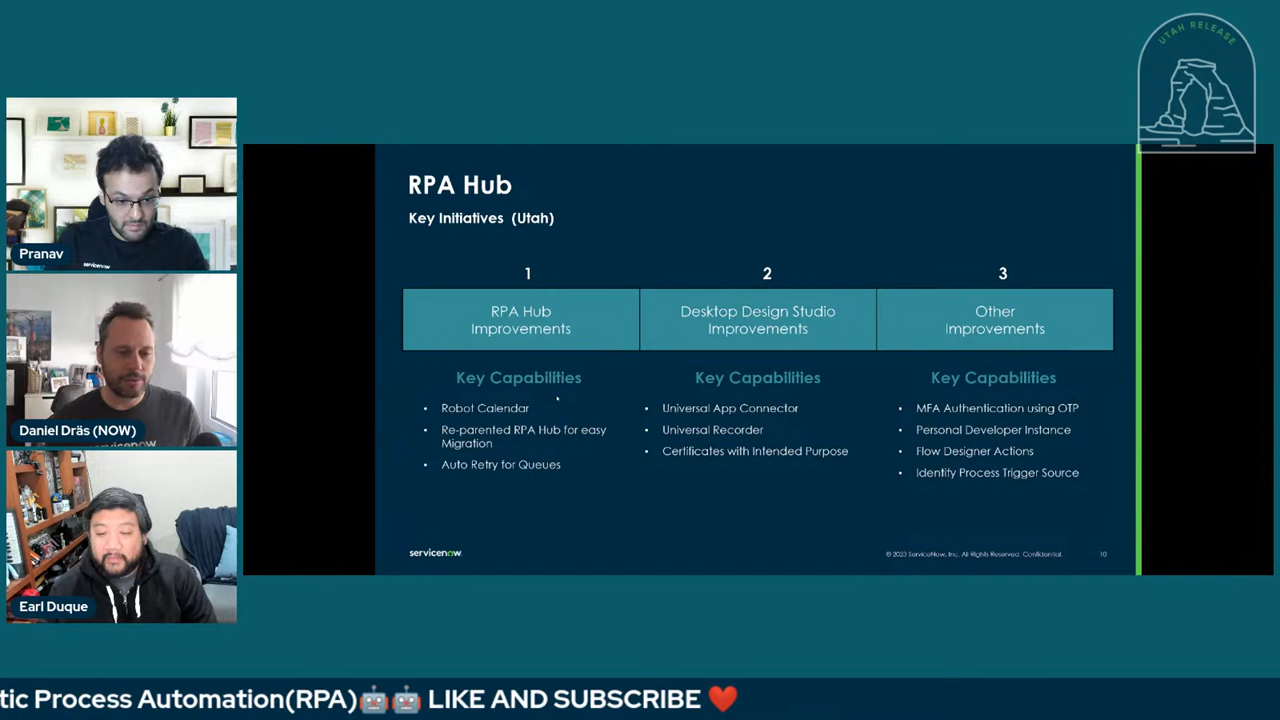 UTAH RELEASE
Pranav
servicenow
Daniel Dräs (NOW)
Earl Duque
RPA Hub
Key Initiatives (Utah)
1
RPA Hub
Improvements
Key Capabilities
• Robot Calendar
• Re-parented RPA Hub for easy
Migration
• Auto Retry for Queues
2
Desktop Design Studio
Improvements
Key Capabilities
• Universal App Connector
• Universal Recorder
• Certificates with Intended Purpose
3
Other
Improvements
Key Capabilities
• MFA Authentication using OTP
• Personal Developer Instance
• Flow Designer Actions
• Identify Process Trigger Source
servicenow
© 2023 ServiceNow, Inc. All Rights Reserved. Confidential.
10
tic Process Automation(RPA)🤖🤖 LIKE AND SUBSCRIBE ❤️